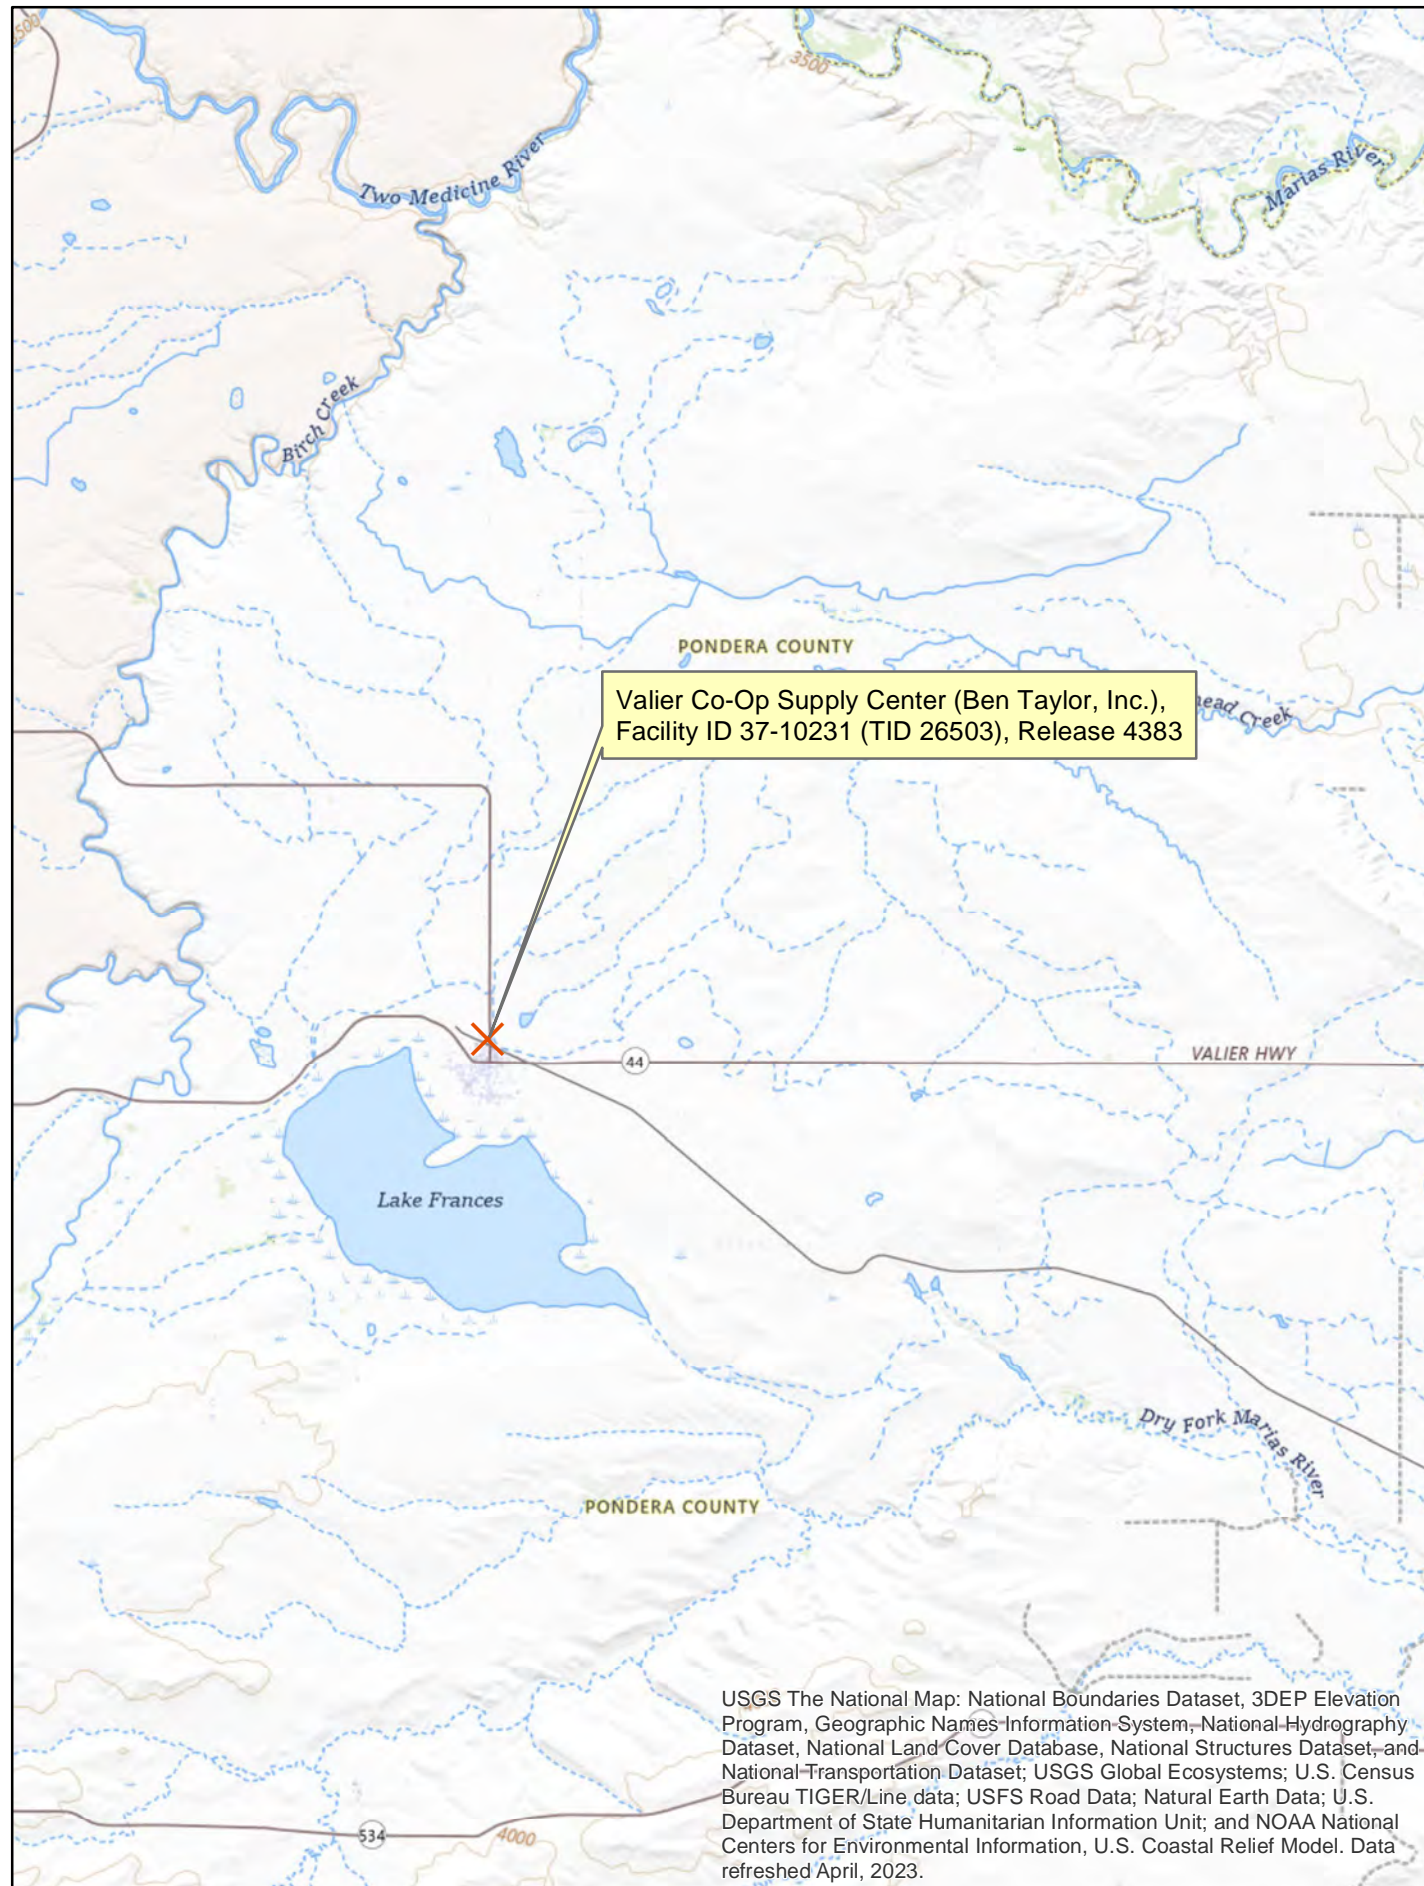 3500
3500
Two Medicine River
Marias River
Birch Creek
PONDERA COUNTY
Valier Co-Op Supply Center (Ben Taylor, Inc.),
Facility ID 37-10231 (TID 26503), Release 4383
Creek
44
VALIER HWY
Lake Frances
Dry Fork Marias River
PONDERA COUNTY
USGS The National Map: National Boundaries Dataset, 3DEP Elevation
Program, Geographic Names Information System, National Hydrography
Dataset, National Land Cover Database, National Structures Dataset, and
National Transportation Dataset; USGS Global Ecosystems; U.S. Census
Bureau TIGER/Line data; USFS Road Data; Natural Earth Data; U.S.
Department of State Humanitarian Information Unit; and NOAA National
Centers for Environmental Information, U.S. Coastal Relief Model. Data
refreshed April, 2023.
534
4000